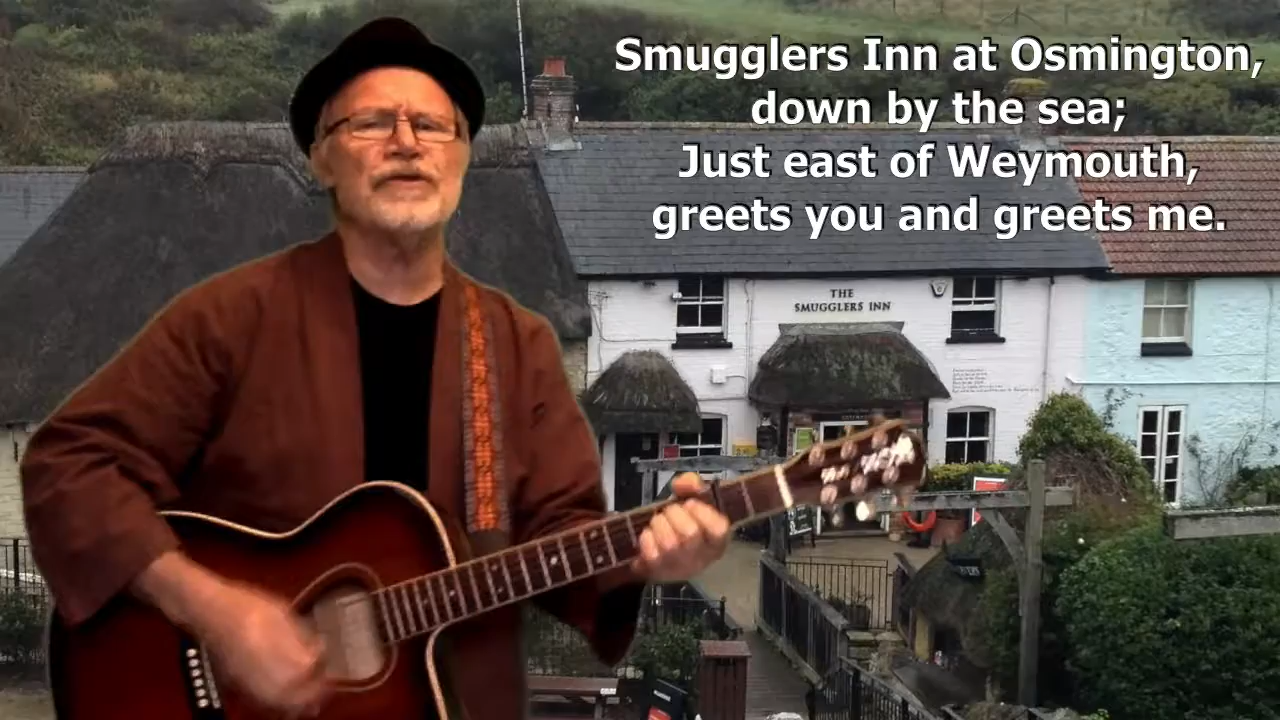 Smugglers Inn at Osmington,
down by the sea;
Just east of Weymouth,
greets you and greets me.
THE
SMUGGLERS INN